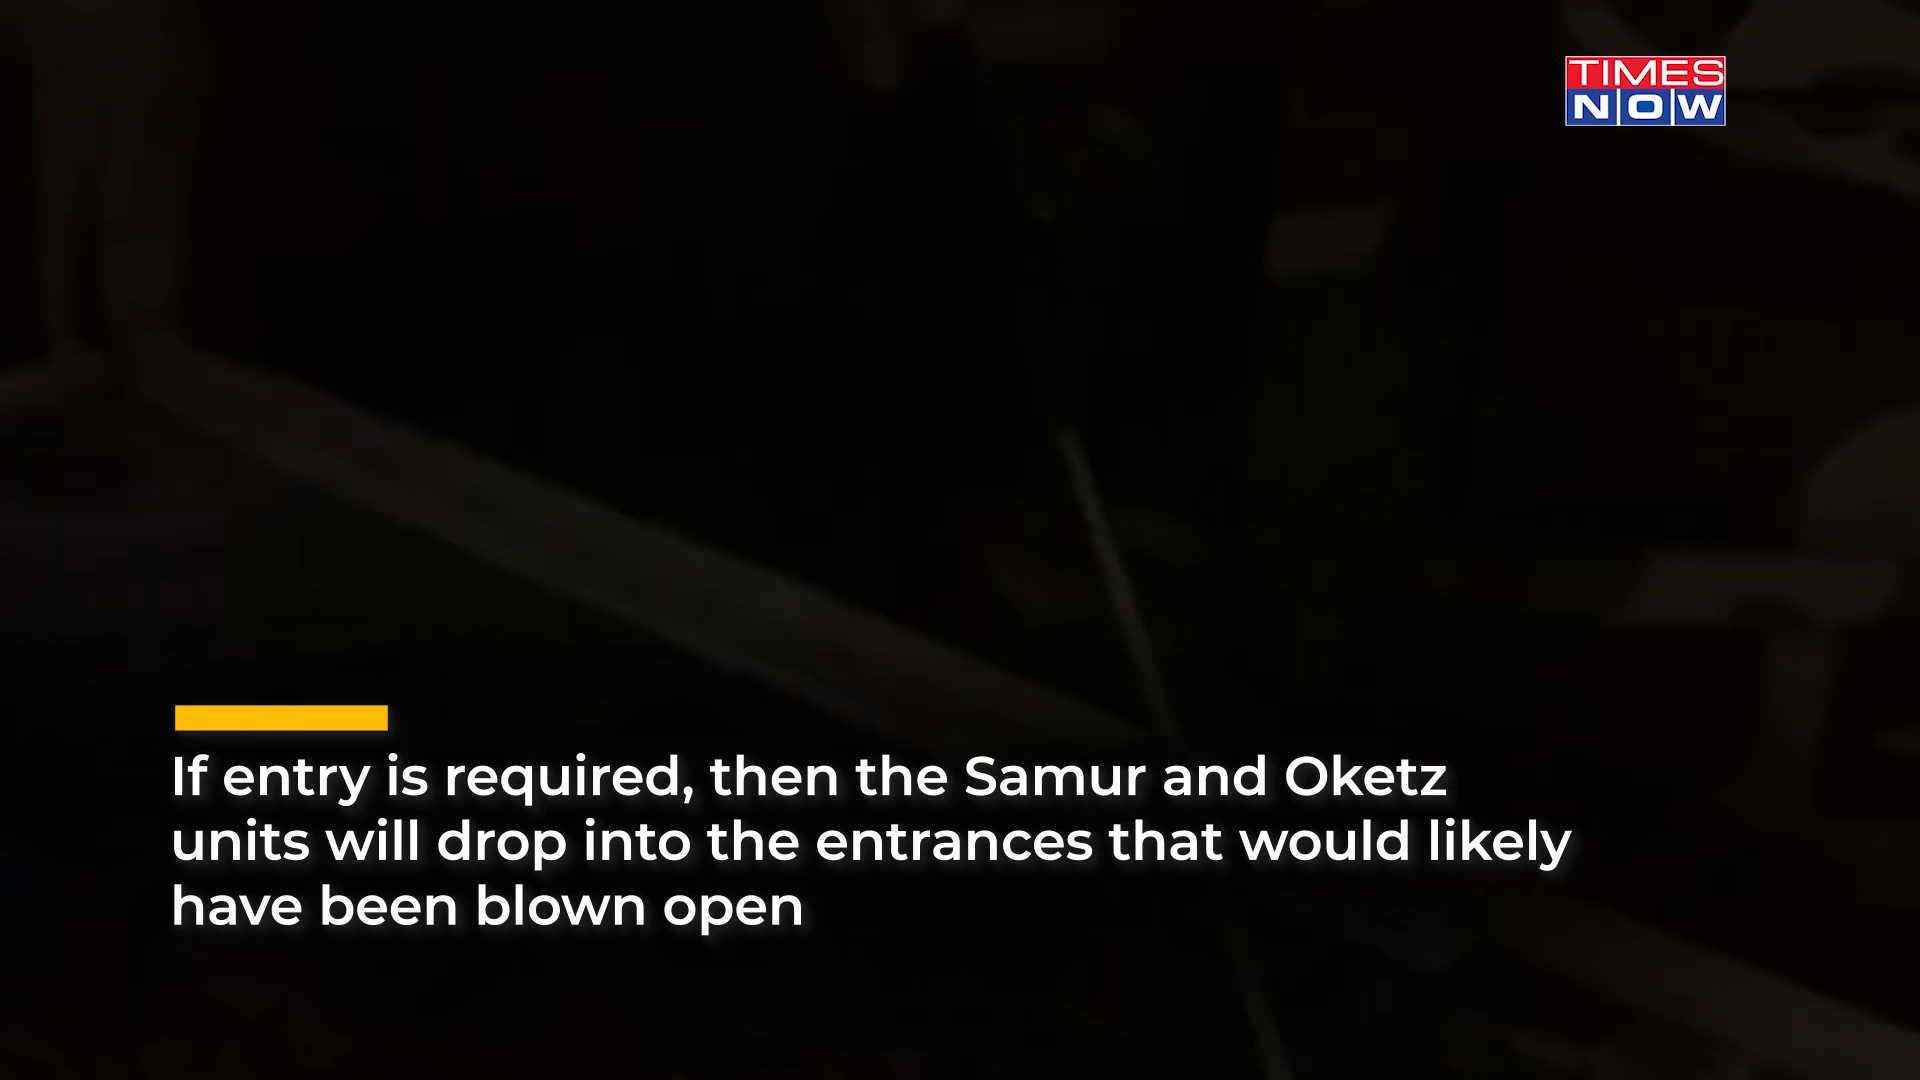 TIMES
NOW
If entry is required, then the Samur and Oketz
units will drop into the entrances that would likely
have been blown open